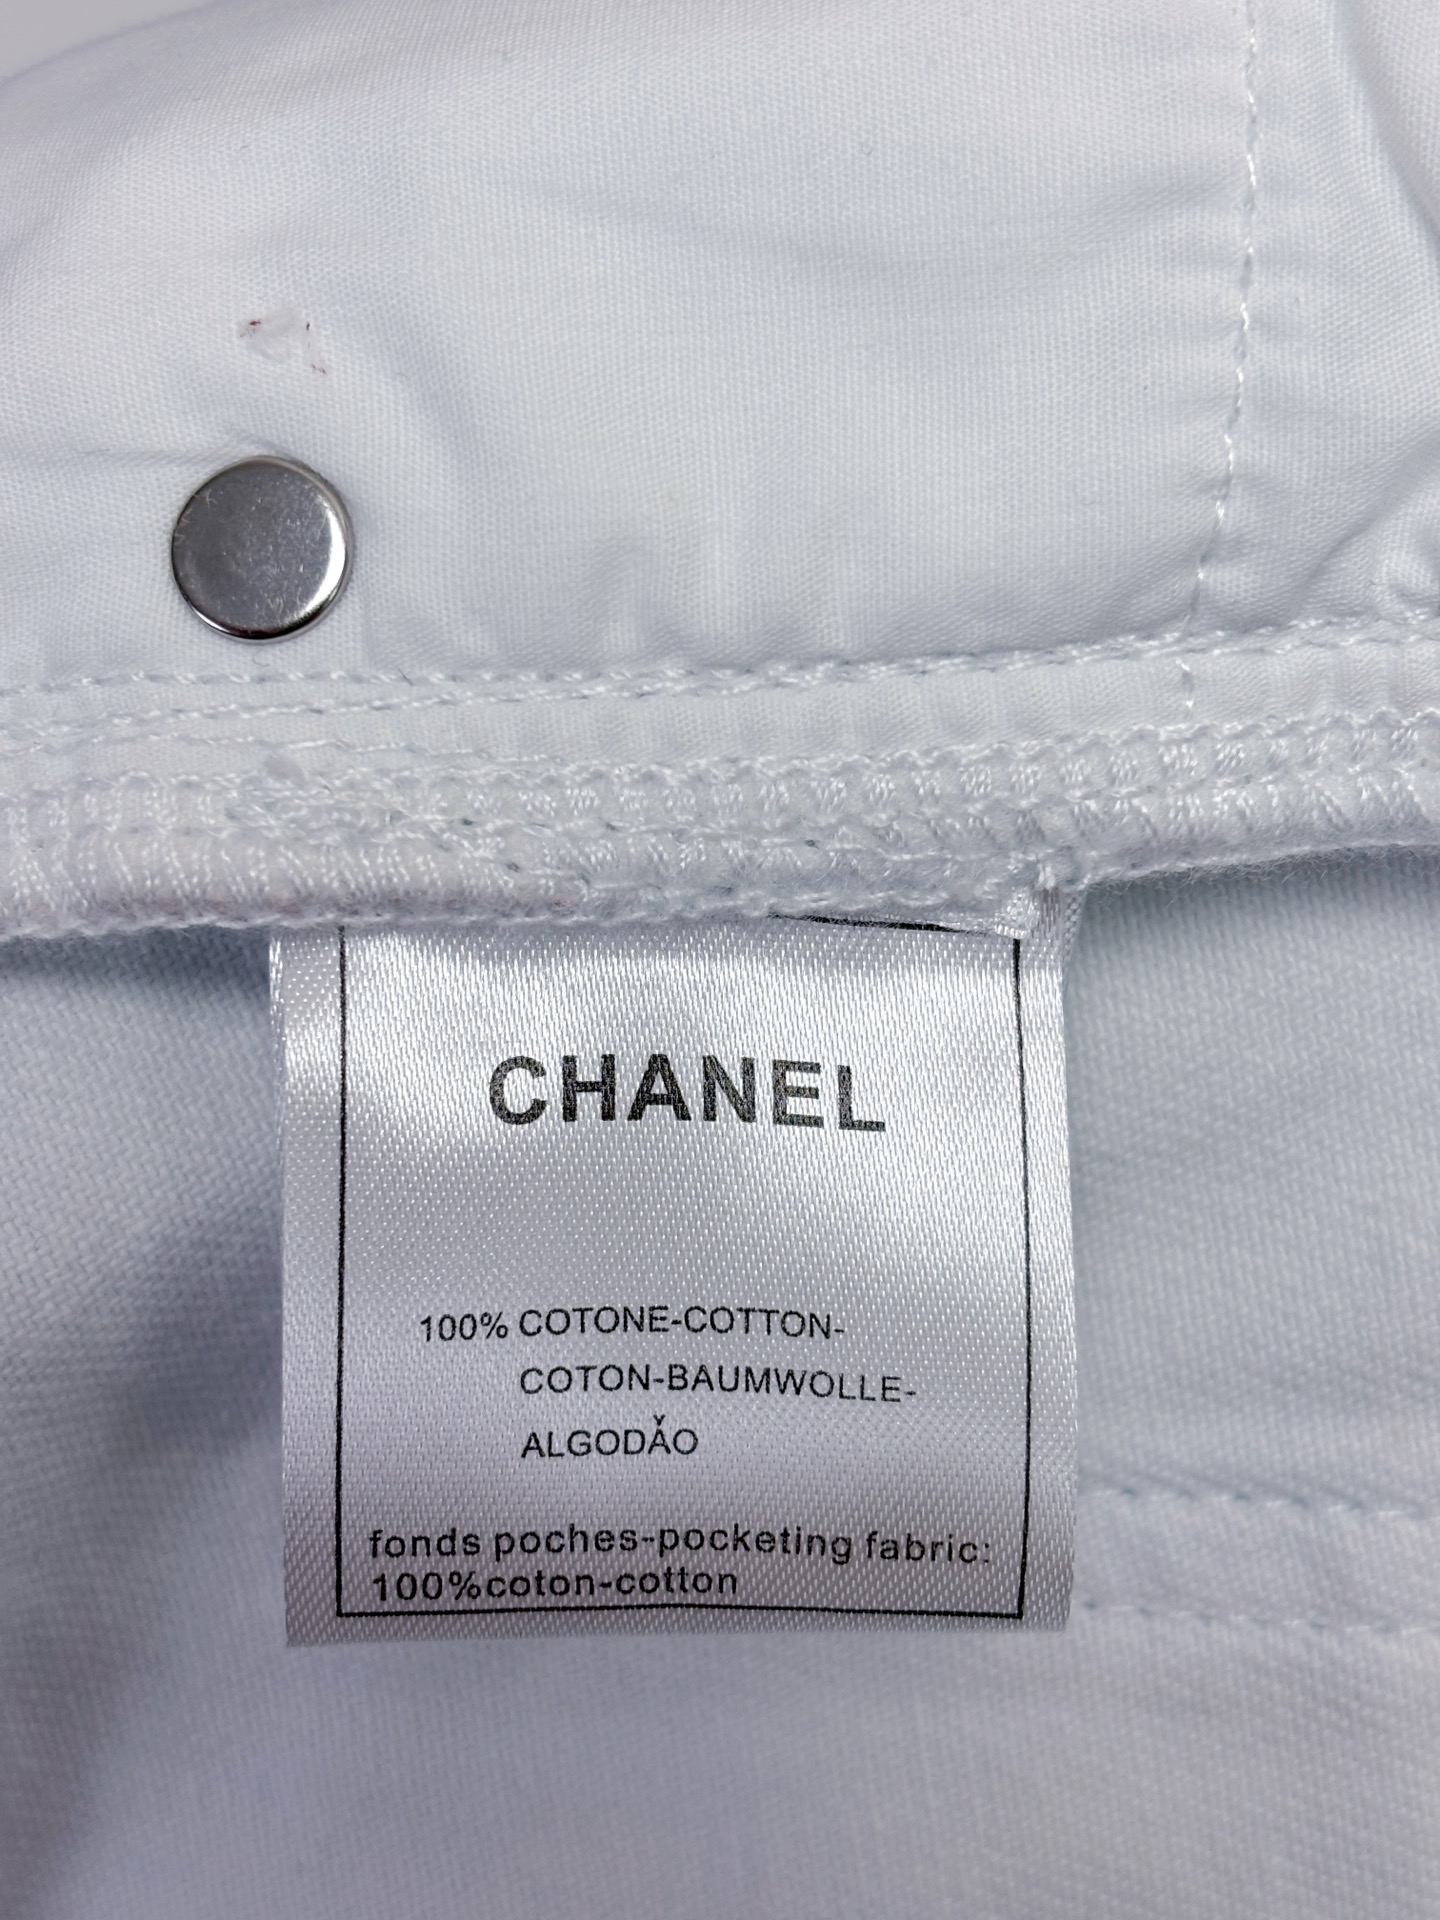 CHANEL
100% COTONE-COTTON-
COTON-BAUMWOLLE-
ALGODǍO
fonds poches-pocketing fabric:
100%coton-cotton